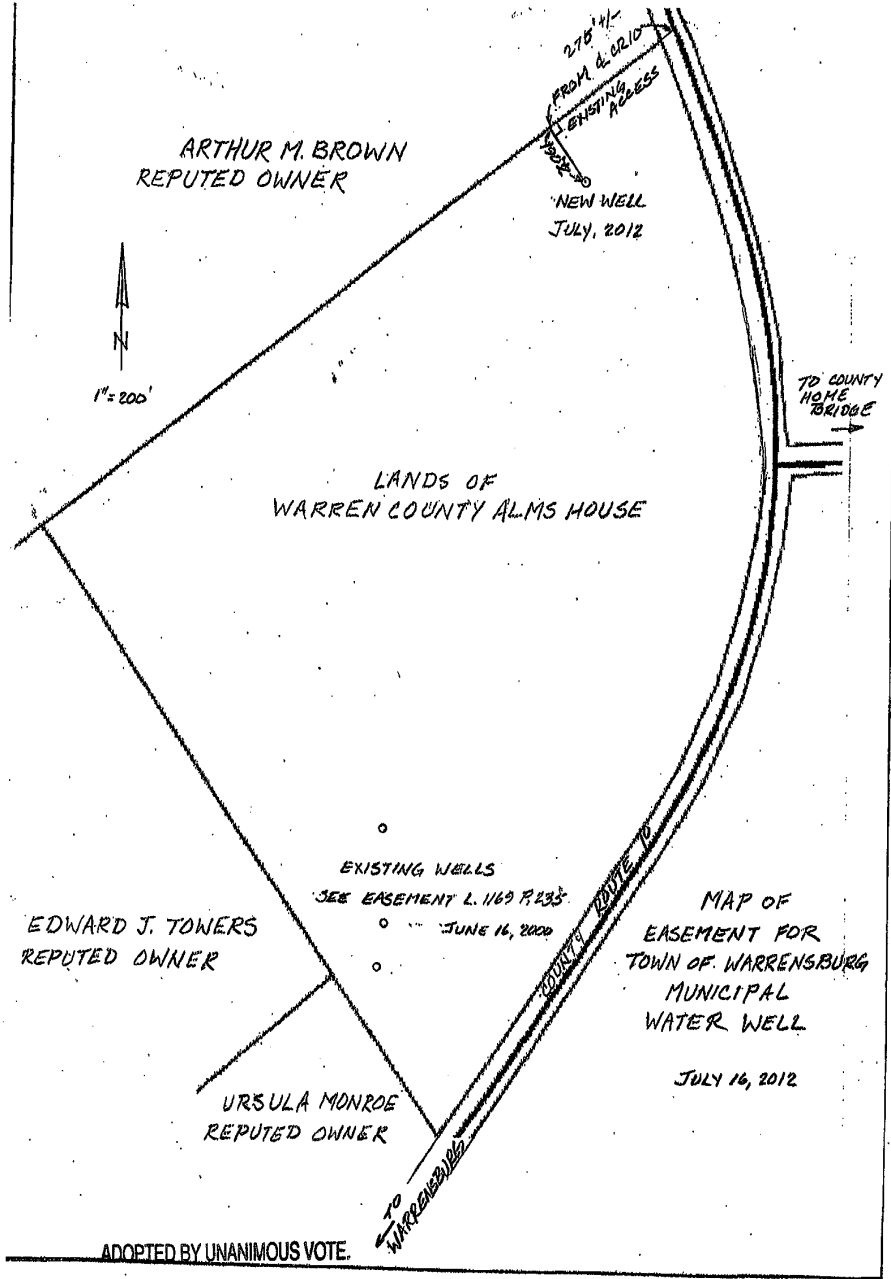 275'+/-
FROM ℄ CR10
EXISTING
ACCESS
ARTHUR M. BROWN
REPUTED OWNER
NEW WELL
JULY, 2012
N
1"=200'
TO COUNTY
HOME
BRIDGE
LANDS OF
WARREN COUNTY ALMS HOUSE
EXISTING WELLS
SEE EASEMENT L. 1169 P. 235
JUNE 16, 2000
COUNTY ROUTE 10
EDWARD J. TOWERS
REPUTED OWNER
MAP OF
EASEMENT FOR
TOWN OF WARRENSBURG
MUNICIPAL
WATER WELL
JULY 16, 2012
URSULA MONROE
REPUTED OWNER
TO
WARRENSBURG
ADOPTED BY UNANIMOUS VOTE.